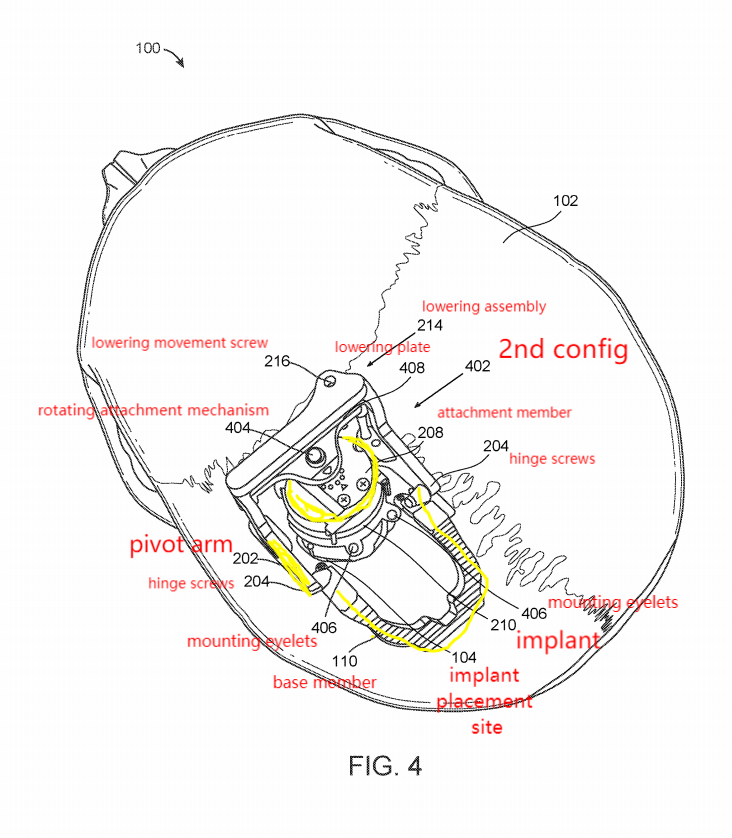 100
102
lowering assembly
214
lowering movement screw
lowering plate
2nd config
216
408
402
rotating attachment mechanism
attachment member
404
208
204
hinge screws
pivot arm
202
hinge screws 204
406
mounting eyelets
406
mounting eyelets
210
implant
110
104
base momber
implant
placement
site
FIG. 4